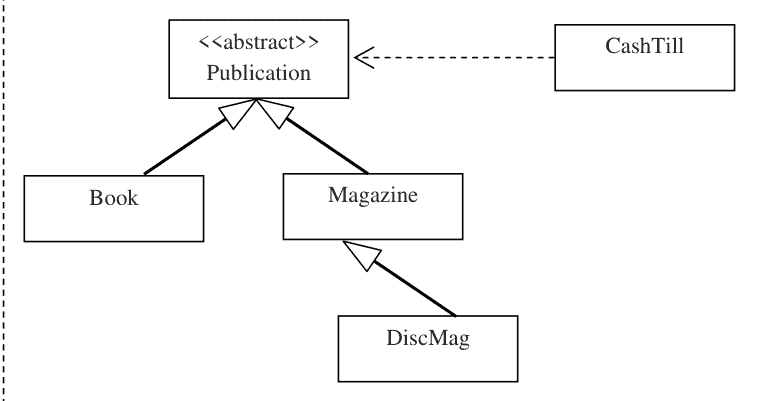 <<abstract>>
Publication
CashTill
Book
Magazine
DiscMag